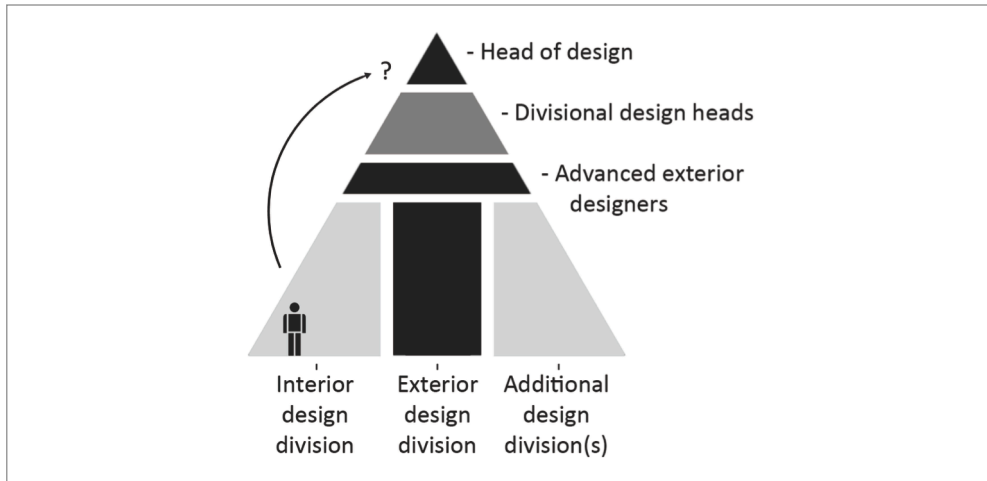 - Head of design
?
- Divisional design heads
- Advanced exterior
designers
Interior
design
division
Exterior
design
division
Additional
design
division(s)